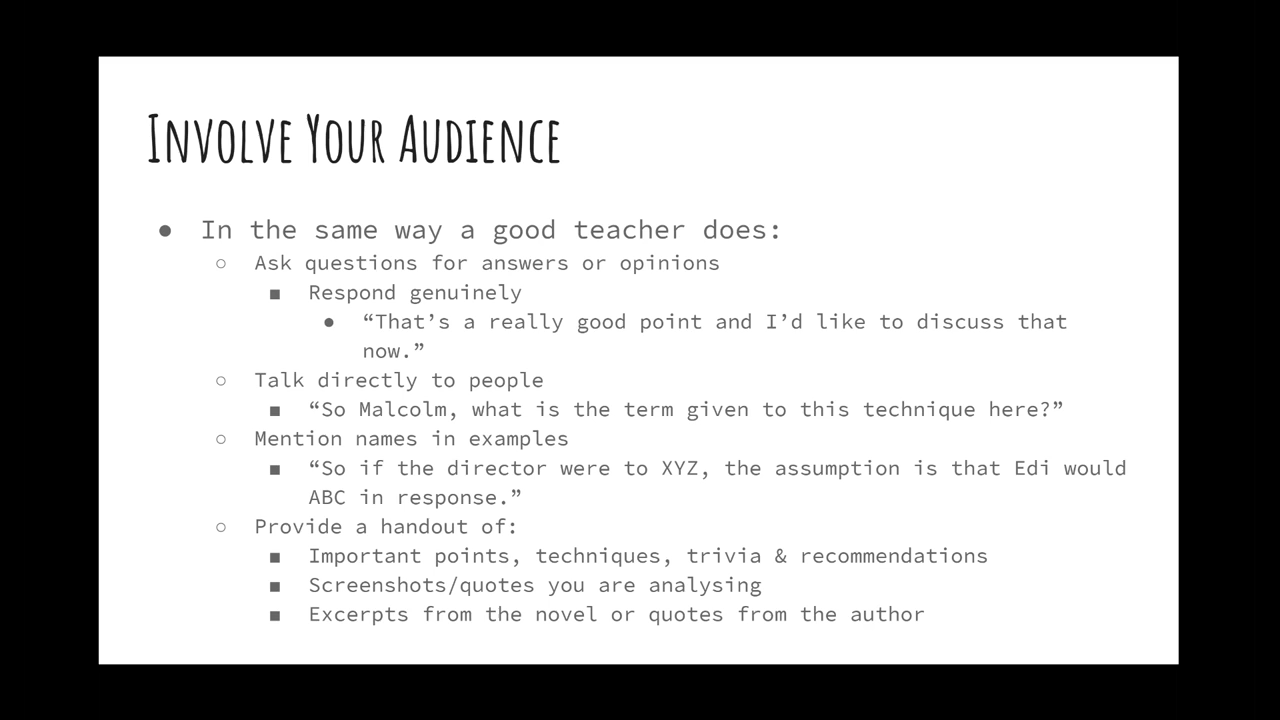 Involve Your Audience
● In the same way a good teacher does:
○ Ask questions for answers or opinions
■ Respond genuinely
● “That’s a really good point and I’d like to discuss that
now.”
○ Talk directly to people
■ “So Malcolm, what is the term given to this technique here?”
○ Mention names in examples
■ “So if the director were to XYZ, the assumption is that Edi would
ABC in response.”
○ Provide a handout of:
■ Important points, techniques, trivia & recommendations
■ Screenshots/quotes you are analysing
■ Excerpts from the novel or quotes from the author